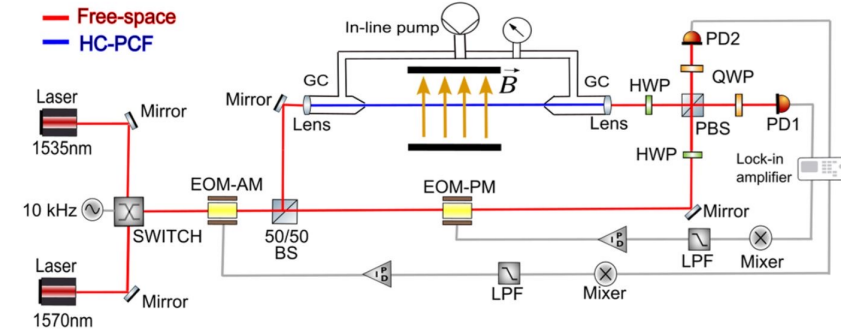 Free-space
HC-PCF
In-line pump
PD2
Laser
1535nm
Mirror
Mirror
GC
Lens
B
GC
Lens
HWP
QWP
PBS
PD1
HWP
Lock-in
amplifier
10 kHz
SWITCH
EOM-AM
50/50
BS
EOM-PM
Mirror
P
I
D
LPF
Mixer
Laser
1570nm
Mirror
P
I
D
LPF
Mixer